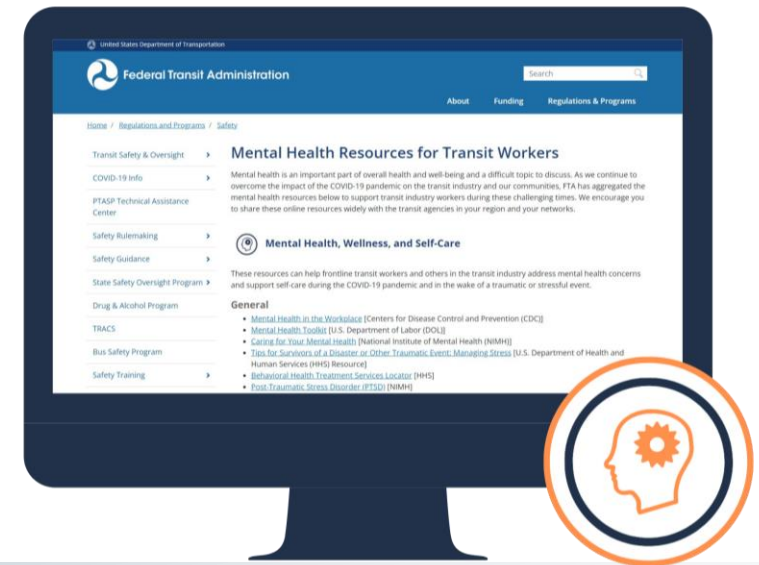 United States Department of Transportation
Federal Transit Administration
Search
About Funding Regulations & Programs
Home / Regulations and Programs / Safety
Transit Safety & Oversight
COVID-19 Info
PTASP Technical Assistance
Center
Safety Rulemaking
Safety Guidance
State Safety Oversight Program
Drug & Alcohol Program
TRACS
Bus Safety Program
Safety Training
Mental Health Resources for Transit Workers
Mental health is an important part of overall health and well-being and a difficult topic to discuss. As we continue to
overcome the impact of the COVID-19 pandemic on the transit industry and our communities, FTA has aggregated the
mental health resources below to support transit industry workers during these challenging times. We encourage you
to share these online resources widely with the transit agencies in your region and your networks.
Mental Health, Wellness, and Self-Care
These resources can help frontline transit workers and others in the transit industry address mental health concerns
and support self-care during the COVID-19 pandemic and in the wake of a traumatic or stressful event.
General
• Mental Health in the Workplace [Centers for Disease Control and Prevention (CDC)]
• Mental Health Toolkit [U.S. Department of Labor (DOL)]
• Caring for Your Mental Health [National Institute of Mental Health (NIMH)]
• Tips for Survivors of a Disaster or Other Traumatic Event: Managing Stress [U.S. Department of Health and
Human Services (HHS) Resource]
• Behavioral Health Treatment Services Locator [HHS]
• Post-Traumatic Stress Disorder (PTSD) [NIMH]